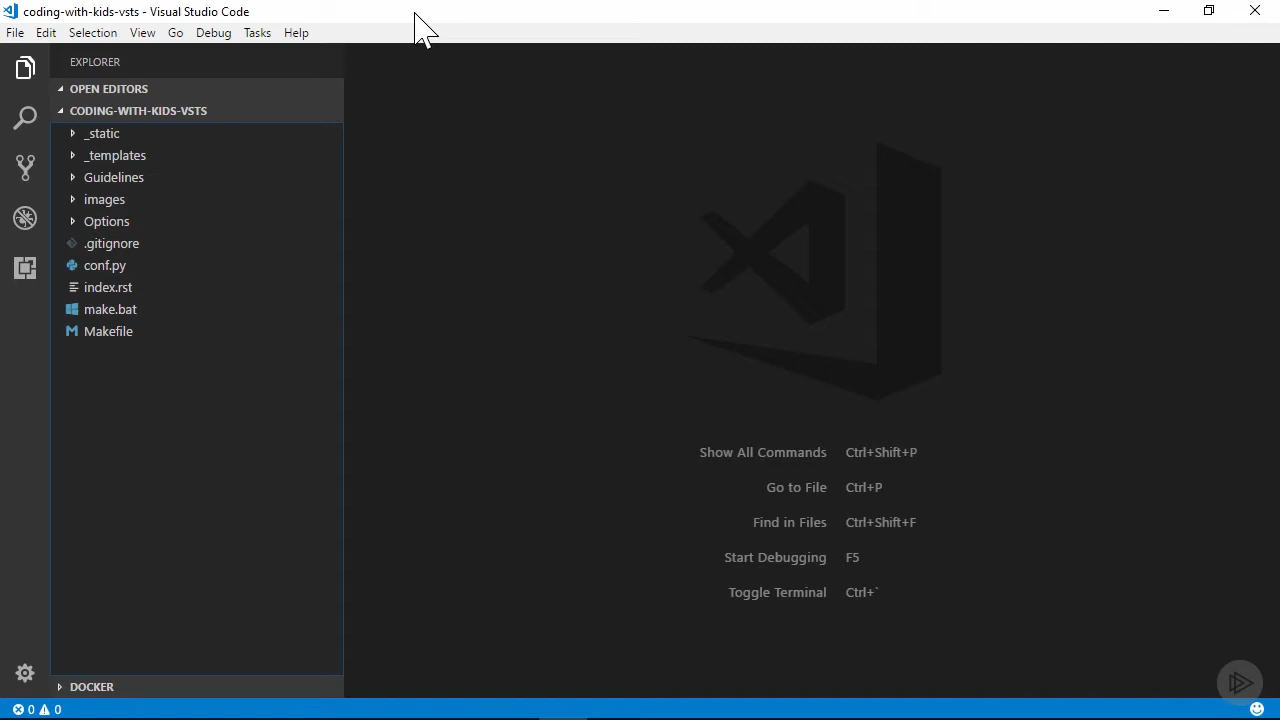 coding-with-kids-vsts - Visual Studio Code
File Edit Selection View Go Debug Tasks Help
EXPLORER
OPEN EDITORS
CODING-WITH-KIDS-VSTS
_static
_templates
Guidelines
images
Options
.gitignore
conf.py
index.rst
make.bat
M Makefile
Show All Commands Ctrl+Shift+P
Go to File Ctrl+P
Find in Files Ctrl+Shift+F
Start Debugging F5
Toggle Terminal Ctrl+`
DOCKER
0 0